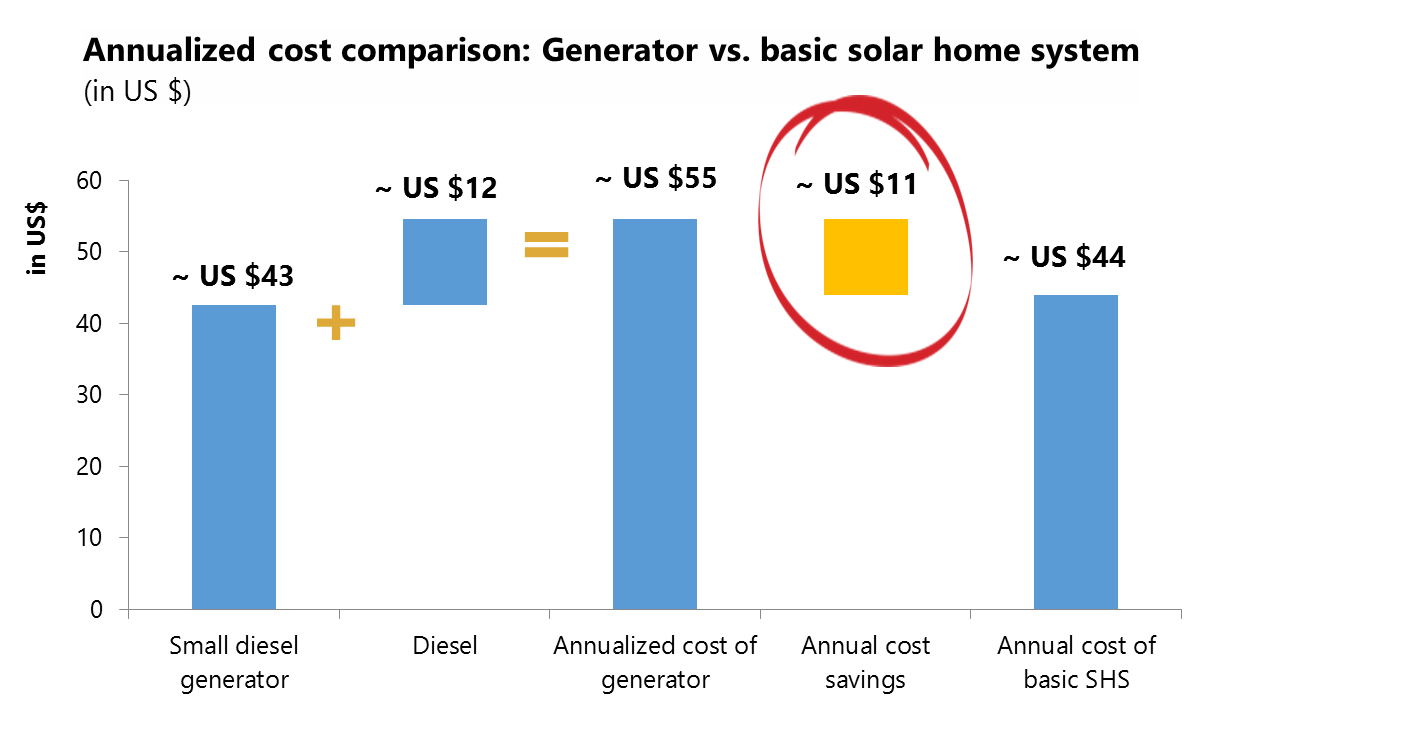 Annualized cost comparison: Generator vs. basic solar home system
(in US $)
in US$
60
50
40
30
20
10
0
~ US $43
+
~ US $12
=
~ US $55
~ US $11
~ US $44
Small diesel
generator
Diesel
Annualized cost of
generator
Annual cost
savings
Annual cost of
basic SHS